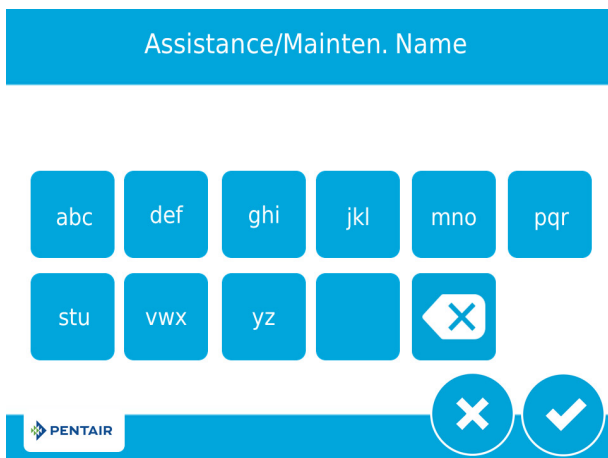 Assistance/Mainten. Name
abc def ghi jkl mno pqr
stu vwx yz
PENTAIR